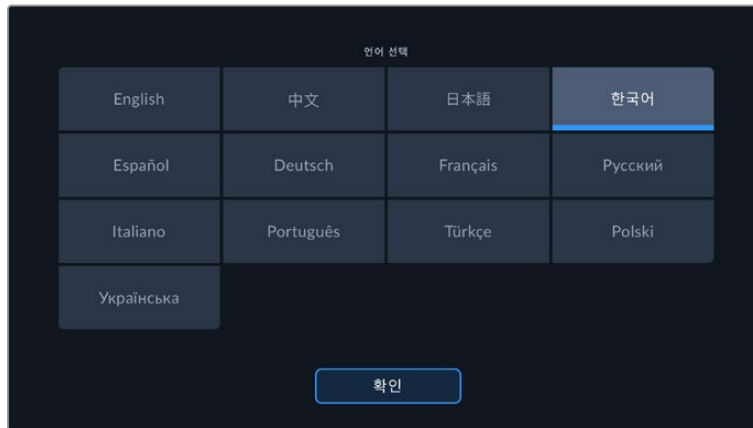 언어 선택
English 中文 日本語 한국어
Español Deutsch Français Русский
Italiano Português Türkçe Polski
Українська
확인